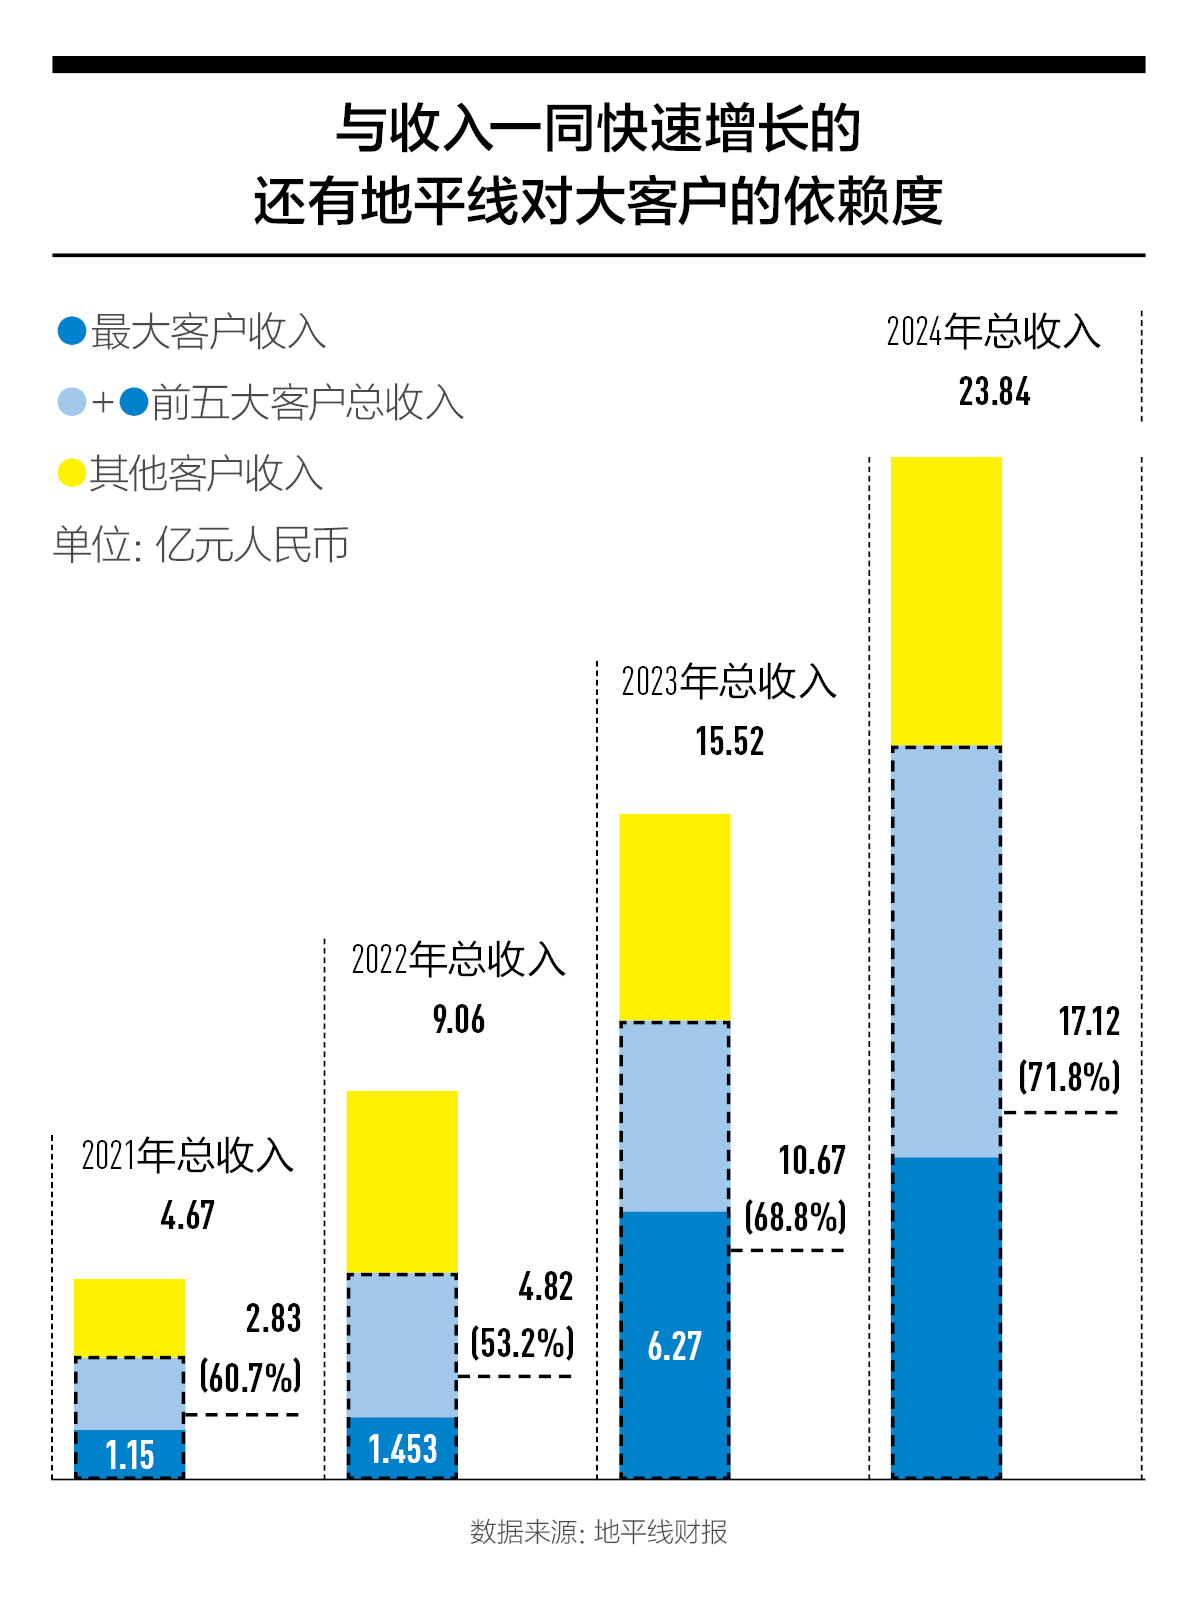 与收入一同快速增长的
还有地平线对大客户的依赖度
最大客户收入
+前五大客户总收入
其他客户收入
单位：亿元人民币
2021年总收入
4.67
2.83
(60.7%)
1.15
2022年总收入
9.06
4.82
(53.2%)
1.453
2023年总收入
15.52
10.67
(68.8%)
6.27
2024年总收入
23.84
17.12
(71.8%)
数据来源：地平线财报